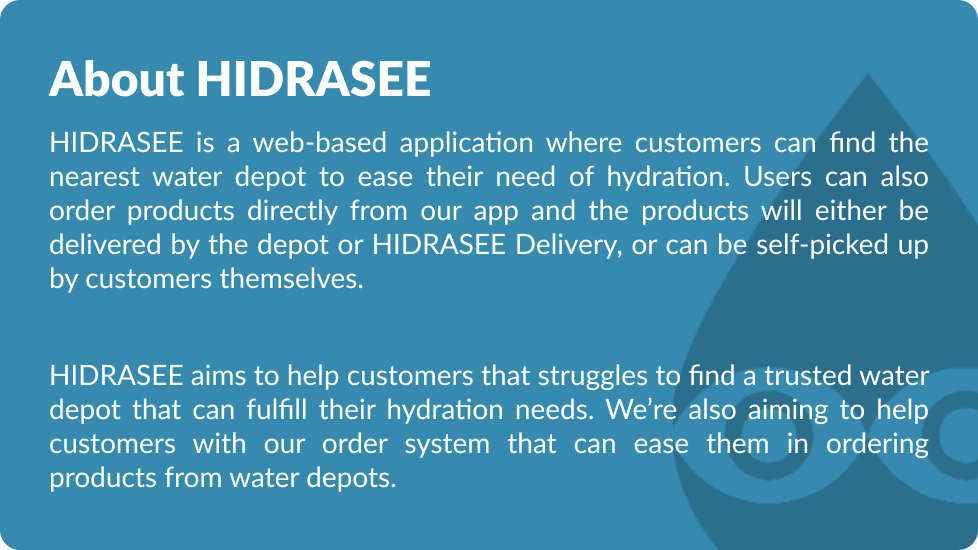 About HIDRASEE
HIDRASEE is a web-based application where customers can find the
nearest water depot to ease their need of hydration. Users can also
order products directly from our app and the products will either be
delivered by the depot or HIDRASEE Delivery, or can be self-picked up
by customers themselves.
HIDRASEE aims to help customers that struggles to find a trusted water
depot that can fulfill their hydration needs. We’re also aiming to help
customers with our order system that can ease them in ordering
products from water depots.